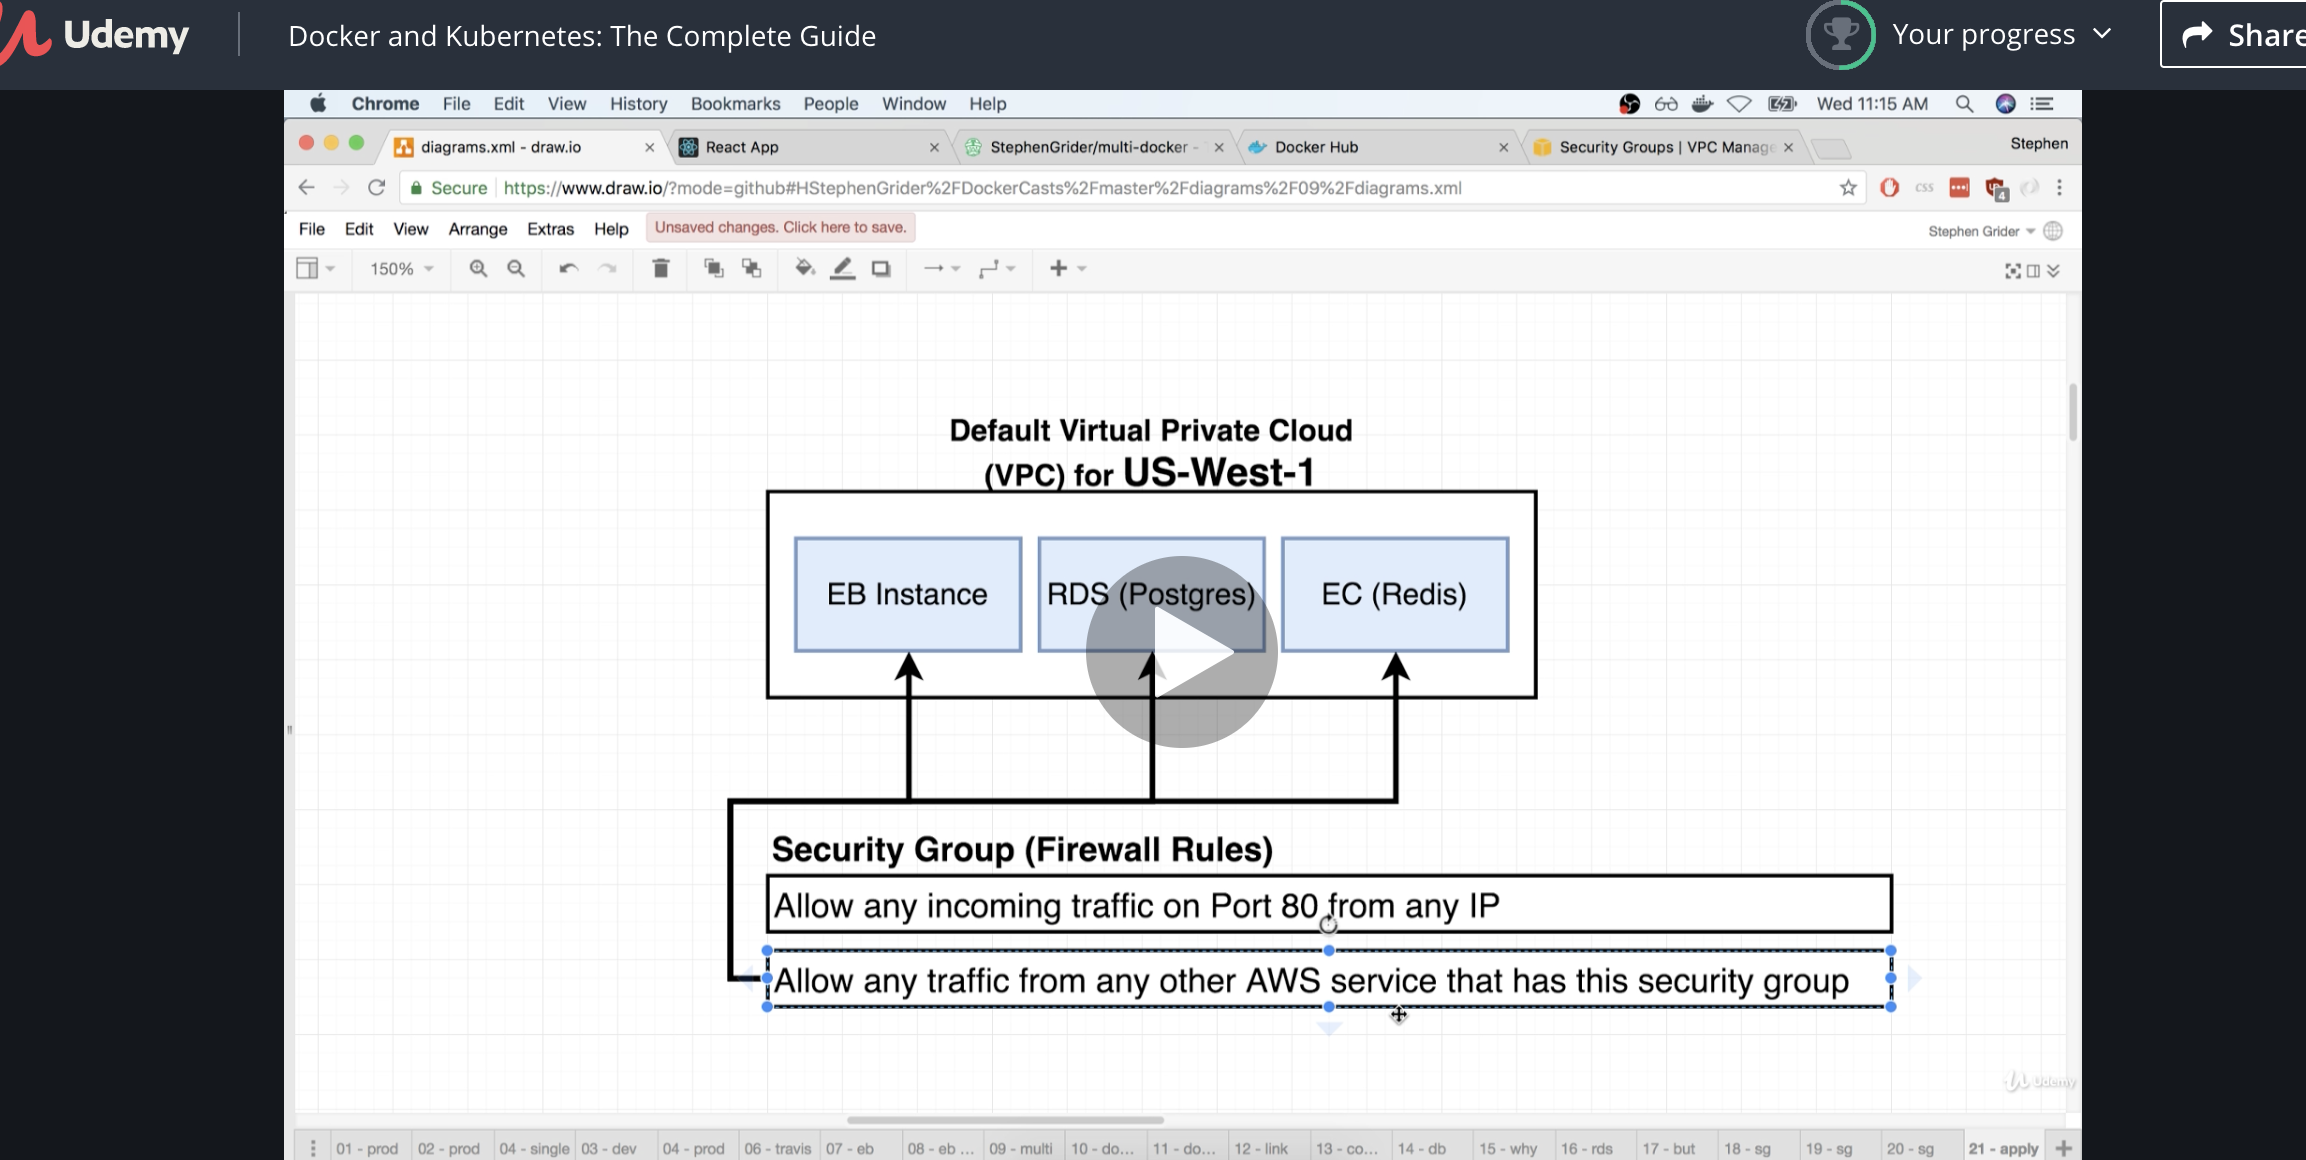 Udemy
Docker and Kubernetes: The Complete Guide
Your progress
Share
Chrome File Edit View History Bookmarks People Window Help
Wed 11:15 AM
diagrams.xml - draw.io
React App
StephenGrider/multi-docker -
Docker Hub
Security Groups | VPC Manage
Stephen
Secure
https://www.draw.io/?mode=github#HStephenGrider%2FDockerCasts%2Fmaster%2Fdiagrams%2F09%2Fdiagrams.xml
CSS
4
File Edit View Arrange Extras Help
Unsaved changes. Click here to save.
Stephen Grider
150%
Default Virtual Private Cloud
(VPC) for US-West-1
EB Instance
RDS (Postgres)
EC (Redis)
Security Group (Firewall Rules)
Allow any incoming traffic on Port 80 from any IP
Allow any traffic from any other AWS service that has this security group
Udemy
01 - prod 02 - prod 04 - single 03 - dev 04 - prod 06 - travis 07 - eb 08 - eb ... 09 - multi 10 - do... 11 - do... 12 - link 13 - co... 14 - db 15 - why 16 - rds 17 - but 18 - sg 19 - sg 20 - sg 21 - apply